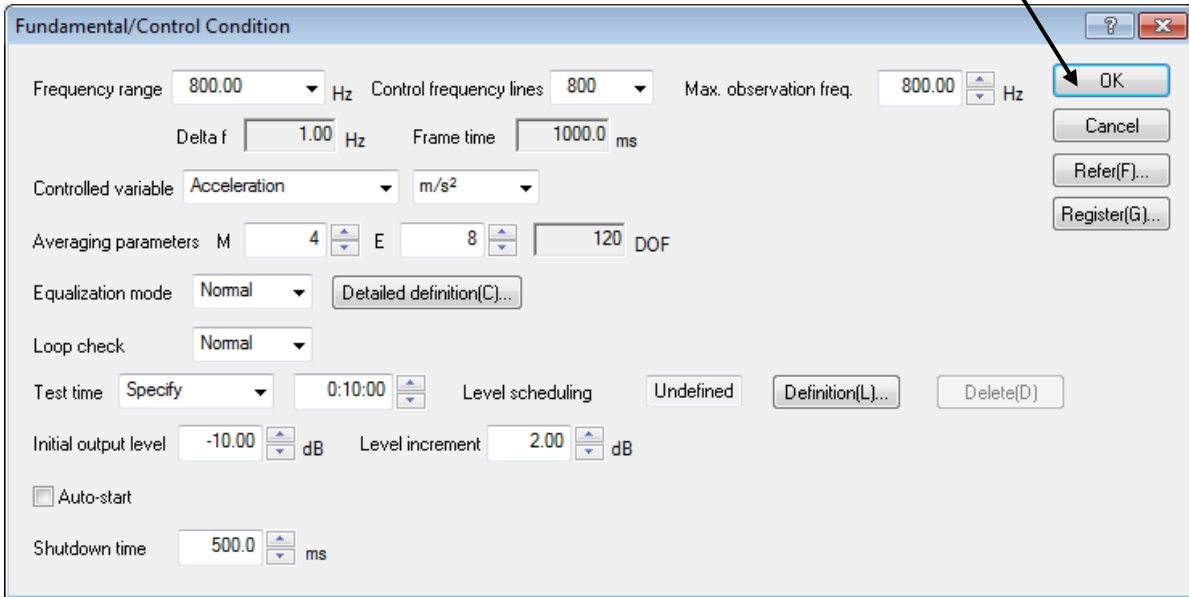 Fundamental/Control Condition
Frequency range 800.00 Hz Control frequency lines 800 Max. observation freq. 800.00 Hz OK
Delta f 1.00 Hz Frame time 1000.0 ms Cancel
Controlled variable Acceleration m/s² Refer(F)...
Averaging parameters M 4 E 8 120 DOF Register(G)...
Equalization mode Normal Detailed definition(C)...
Loop check Normal
Test time Specify 0:10:00 Level scheduling Undefined Definition(L)... Delete(D)
Initial output level -10.00 dB Level increment 2.00 dB
Auto-start
Shutdown time 500.0 ms